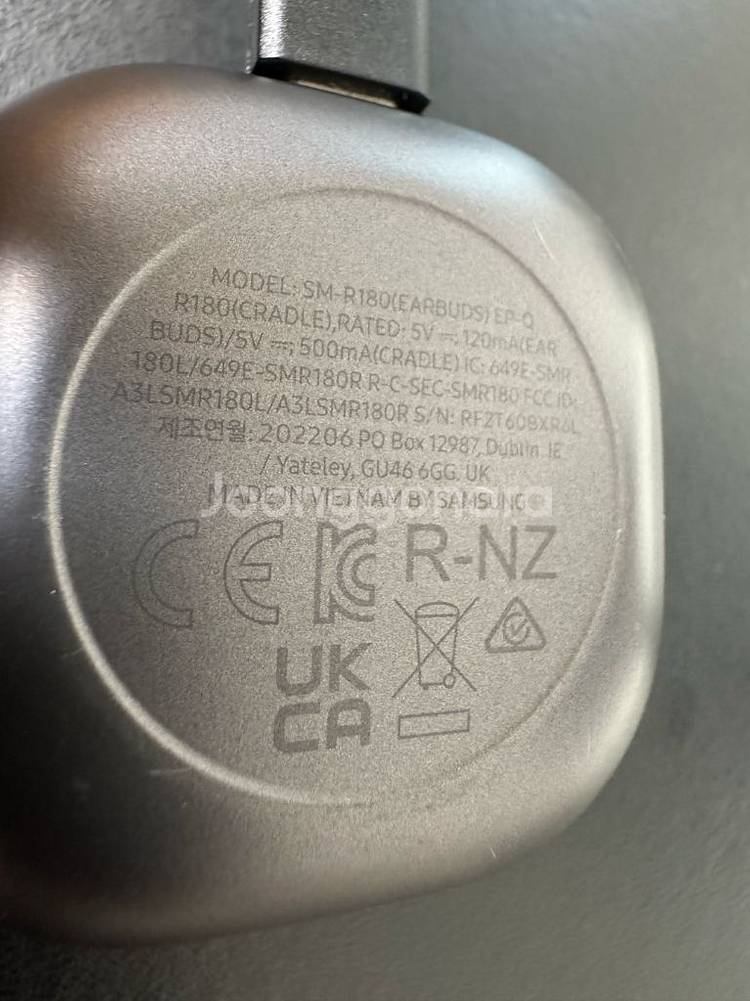 MODEL: SM-R180(EARBUDS) EP-Q
R180(CRADLE),RATED: 5V ⎓; 120mA(EAR
BUDS)/5V ⎓; 500mA(CRADLE) IC: 649E-SMR
180L/649E-SMR180R R-C-SEC-SMR180 FCC ID:
A3LSMR180L/A3LSMR180R S/N: RF2T60BXR6L
제조연월: 202206 PO Box 12987, Dublin. IE
/ Yateley, GU46 6GG. UK
MADE IN VIETNAM BY SAMSUNG
CE R-NZ
UK
CA